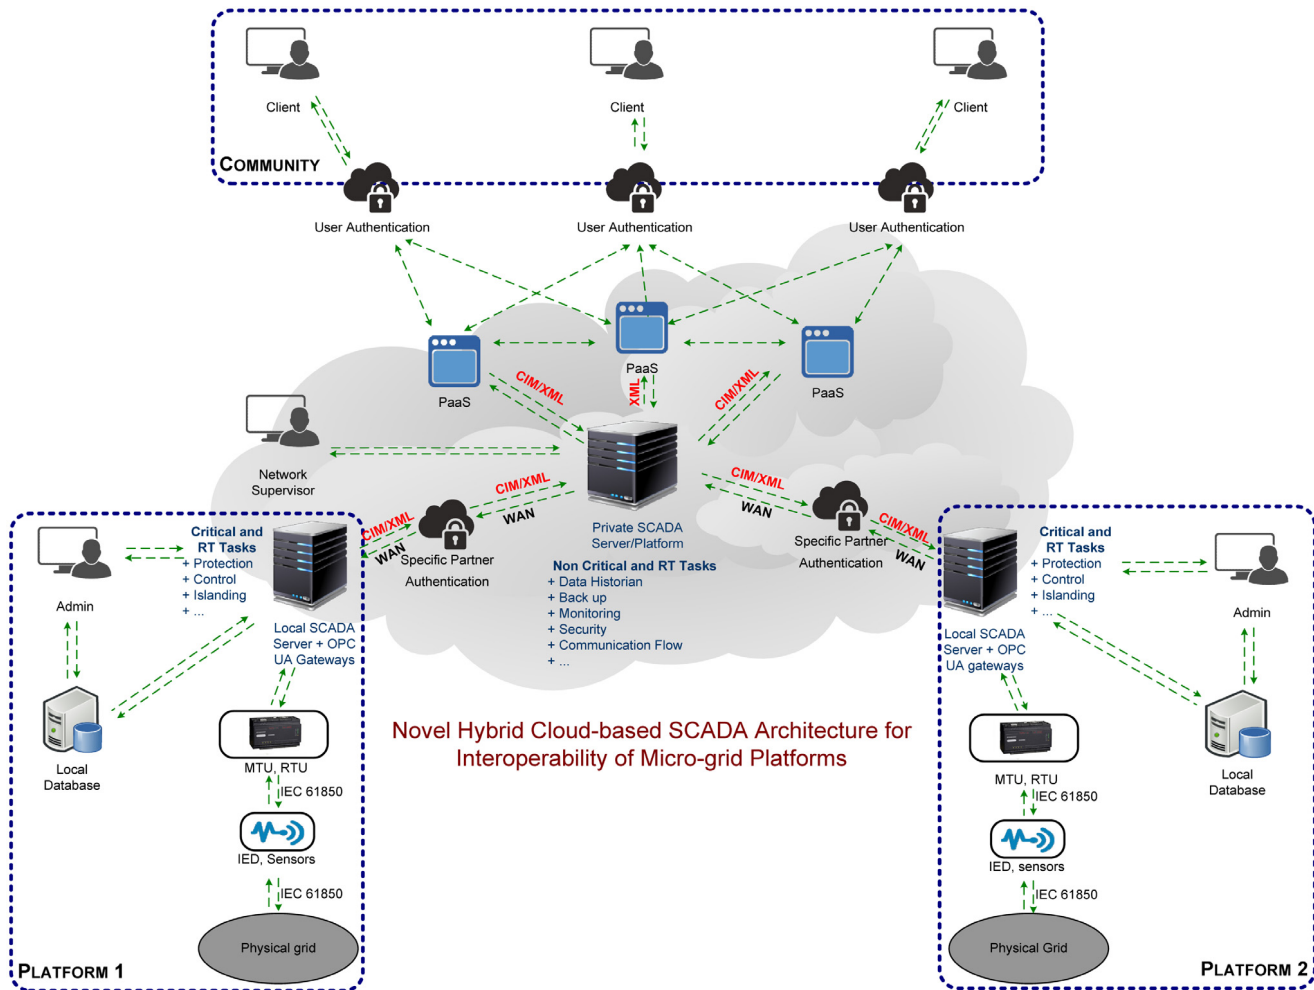 Client
Client
Client
COMMUNITY
User Authentication
User Authentication
User Authentication
PaaS
PaaS
PaaS
CIM/XML
XML
CIM/XML
Network
Supervisor
CIM/XML
WAN
CIM/XML
WAN
CIM/XML
WAN
CIM/XML
WAN
Specific Partner
Authentication
Specific Partner
Authentication
Private SCADA
Server/Platform
Non Critical and RT Tasks
+ Data Historian
+ Back up
+ Monitoring
+ Security
+ Communication Flow
+ ...
Critical and
RT Tasks
+ Protection
+ Control
+ Islanding
+ ...
Admin
Local SCADA
Server + OPC
UA Gateways
Local
Database
MTU, RTU
IEC 61850
IED, Sensors
IEC 61850
Physical grid
PLATFORM 1
Novel Hybrid Cloud-based SCADA Architecture for
Interoperability of Micro-grid Platforms
Critical and
RT Tasks
+ Protection
+ Control
+ Islanding
+ ...
Admin
Local SCADA
Server + OPC
UA gateways
Local
Database
MTU, RTU
IEC 61850
IED, sensors
IEC 61850
Physical Grid
PLATFORM 2